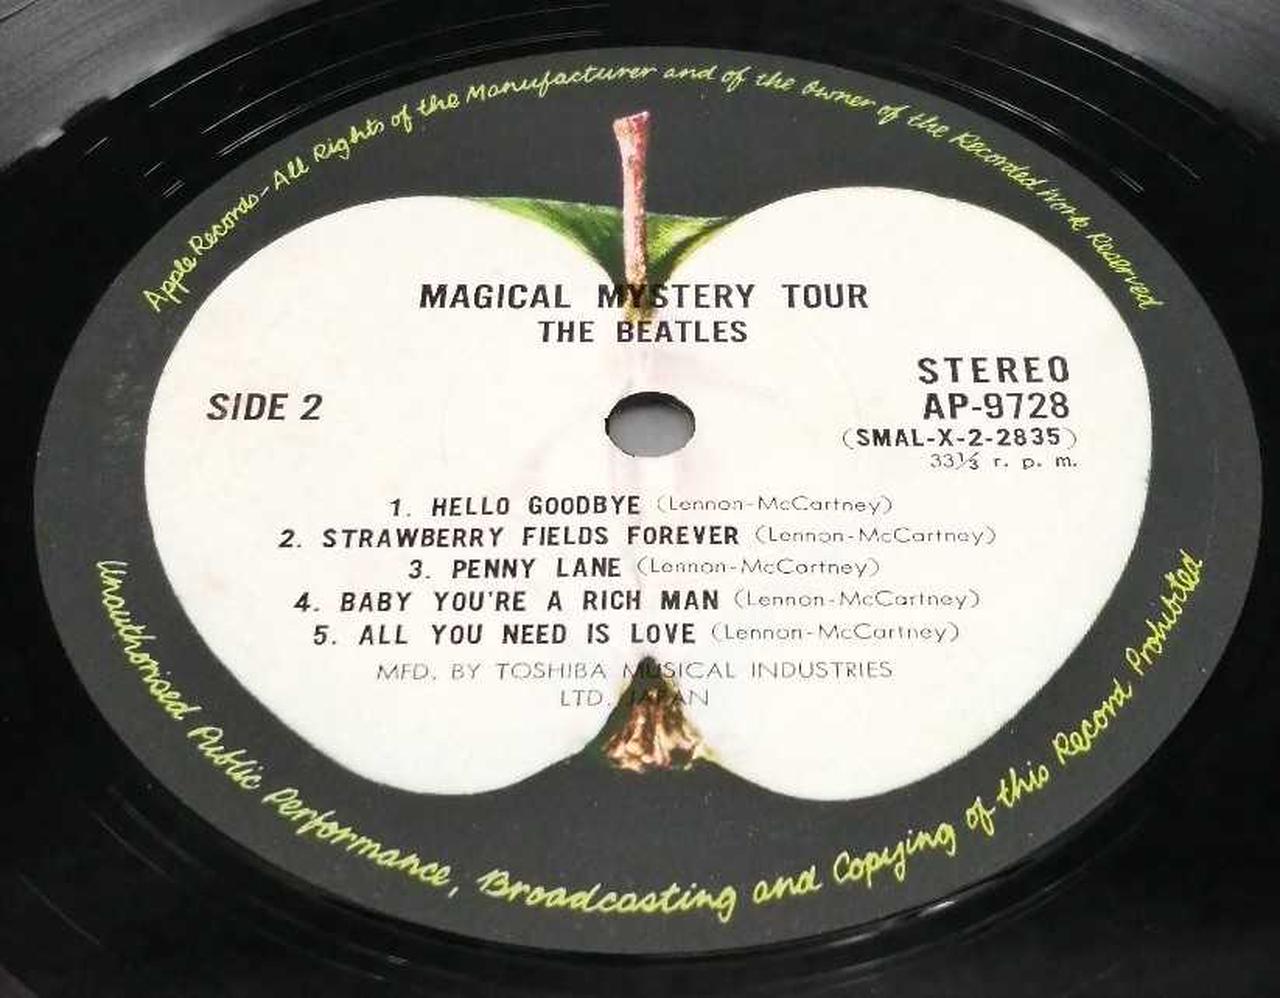 Apple Records-All Rights of the Manufacturer and of the Owner of the Recorded Work Reserved
MAGICAL MYSTERY TOUR
THE BEATLES
SIDE 2
STEREO
AP-9728
(SMAL-X-2-2835)
33⅓ r. p. m.
1. HELLO GOODBYE (Lennon-McCartney)
2. STRAWBERRY FIELDS FOREVER (Lennon-McCartney)
3. PENNY LANE (Lennon-McCartney)
4. BABY YOU'RE A RICH MAN (Lennon-McCartney)
5. ALL YOU NEED IS LOVE (Lennon-McCartney)
MFD. BY TOSHIBA MUSICAL INDUSTRIES
LTD. JAPAN
Unauthorised Public Performance, Broadcasting and Copying of this Record Prohibited